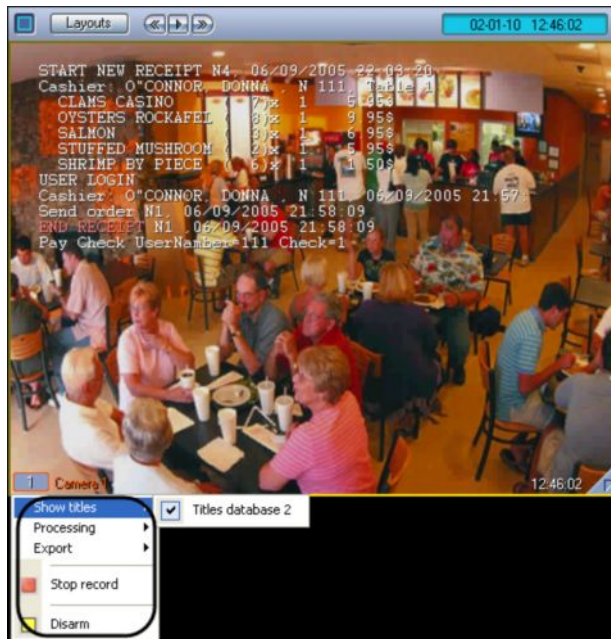 Layouts
02-01-10 12:46:02
START NEW RECEIPT N4, 06/09/2005 22:03:20
Cashier: O"CONNOR, DONNA , N 111, Table 1
CLAMS CASINO ( 7)x 1 5.95$
OYSTERS ROCKAFEL ( 8)x 1 9.95$
SALMON ( 3)x 1 6.95$
STUFFED MUSHROOM ( 2)x 1 5.95$
SHRIMP BY PIECE ( 6)x 1 1.50$
USER LOGIN
Cashier: O"CONNOR, DONNA , N 111, 06/09/2005 21:57:
Send order N1, 06/09/2005 21:58:09
END RECEIPT N1 ,06/09/2005 21:58:09
Pay Check UserNamber=111 Check=1
1 Camera 1 12:46:02
Show titles
Titles database 2
Processing
Export
Stop record
Disarm